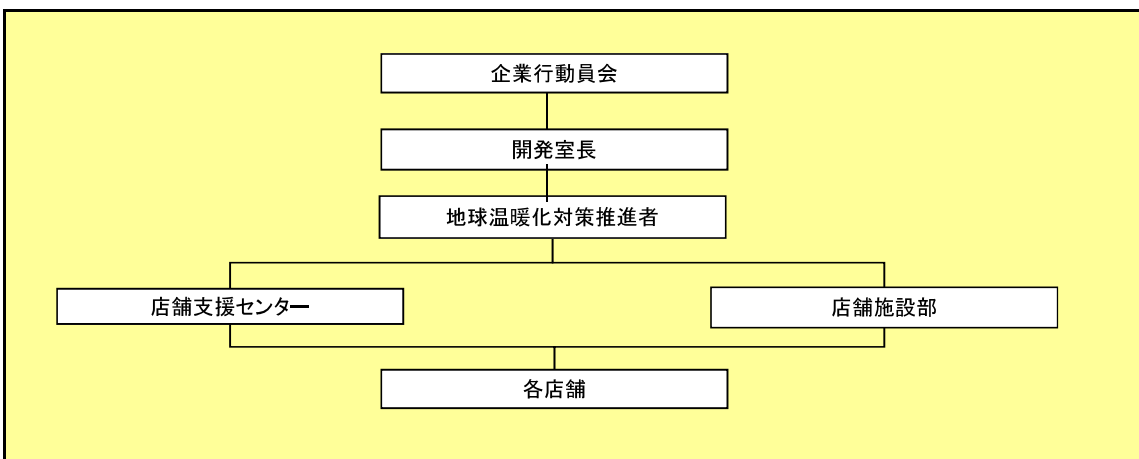 企業行動員会
開発室長
地球温暖化対策推進者
店舗支援センター
店舗施設部
各店舗